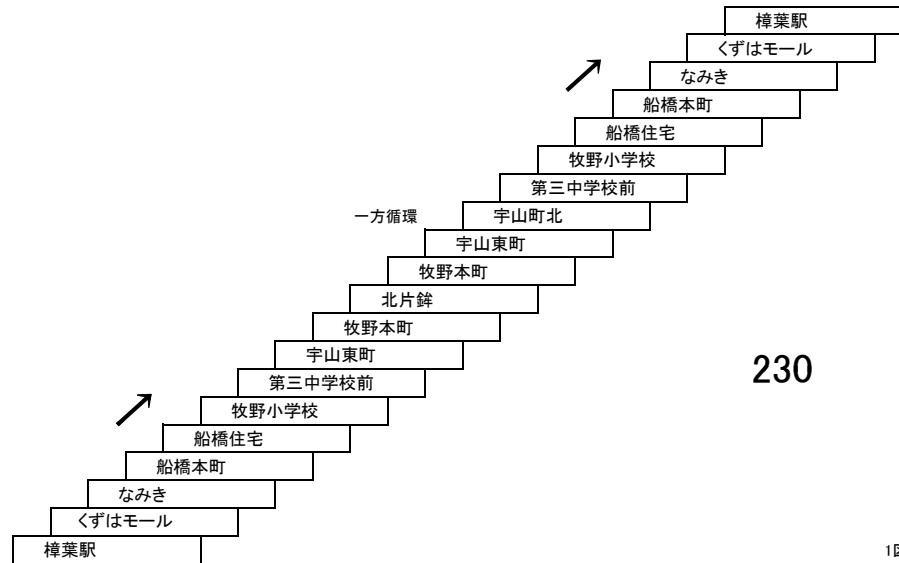 樟葉駅
くずはモール
なみき
船橋本町
船橋住宅
牧野小学校
第三中学校前
一方循環
宇山町北
宇山東町
牧野本町
北片鉾
牧野本町
宇山東町
230
第三中学校前
牧野小学校
船橋住宅
船橋本町
なみき
くずはモール
樟葉駅
1区